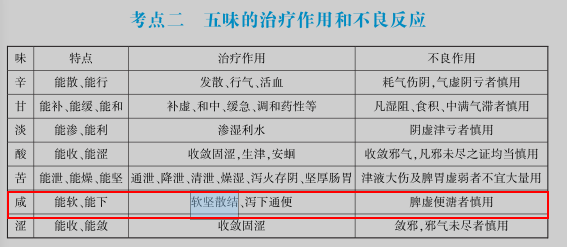 考点二 五味的治疗作用和不良反应
味 特点 治疗作用 不良作用
辛 能散、能行 发散、行气、活血 耗气伤阴,气虚阴亏者慎用
甘 能补、能缓、能和 补虚、和中、缓急、调和药性等 凡湿阻、食积、中满气滞者慎用
淡 能渗、能利 渗湿利水 阴虚津亏者慎用
酸 能收、能涩 收敛固涩,生津,安蛔 收敛邪气,凡邪未尽之证均当慎用
苦 能泄、能燥、能坚 通泄、降泄、清泄、燥湿、泻火存阴、坚厚肠胃 津液大伤及脾胃虚弱者不宜大量用
咸 能软、能下 软坚散结、泻下通便 脾虚便溏者慎用
涩 能收、能敛 收敛固涩 敛邪,邪气未尽者慎用